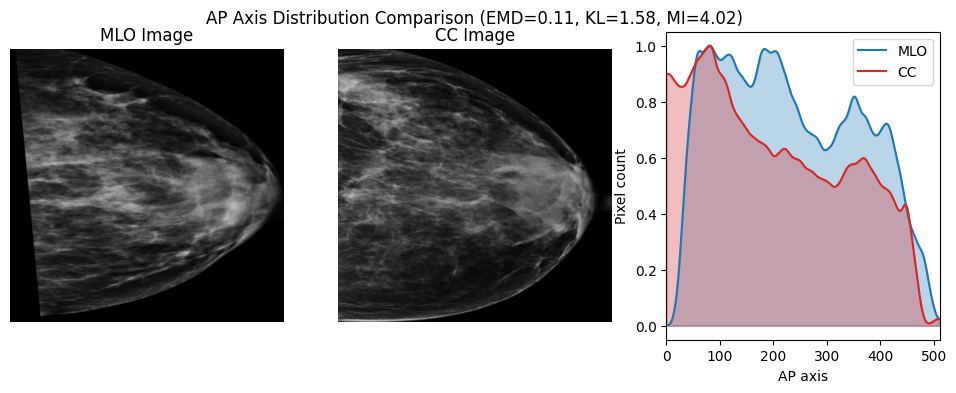 AP Axis Distribution Comparison (EMD=0.11, KL=1.58, MI=4.02)
MLO Image
CC Image
MLO
CC
Pixel count
1.0
0.8
0.6
0.4
0.2
0.0
0 100 200 300 400 500
AP axis